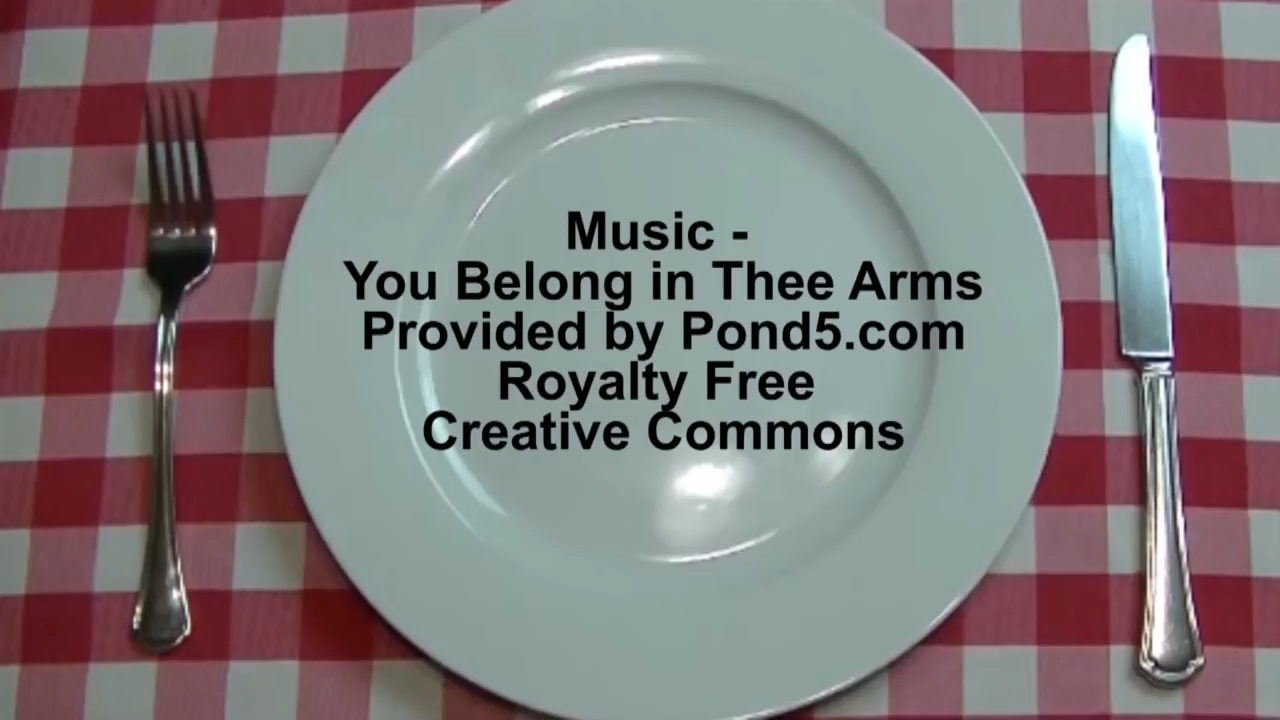 Music -
You Belong in Thee Arms
Provided by Pond5.com
Royalty Free
Creative Commons